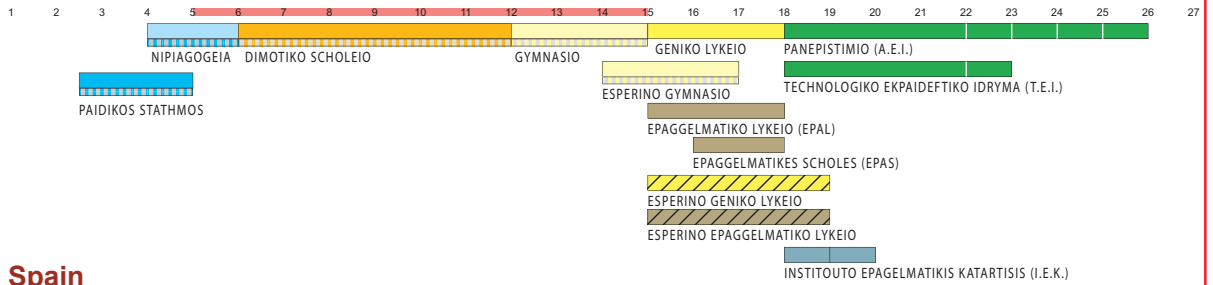 1 2 3 4 5 6 7 8 9 10 11 12 13 14 15 16 17 18 19 20 22 23 24 25 26 27
NIPIAGOGEIA DIMOTIKO SCHOLEIO GYMNASIO GENIKO LYKEIO PANEPISTIMIO (A.E.I.)
PAIDIKOS STATHMOS ESPERINO GYMNASIO TECHNOLOGIKO EKPAIDEFTIKO IDRYMA (T.E.I.)
EPAGGELMATIKO LYKEIO (EPAL)
EPAGGELMATIKES SCHOLES (EPAS)
ESPERINO GENIKO LYKEIO
ESPERINO EPAGGELMATIKO LYKEIO
INSTITOUTO EPAGELMATIKIS KATARTISIS (I.E.K.)
Spain